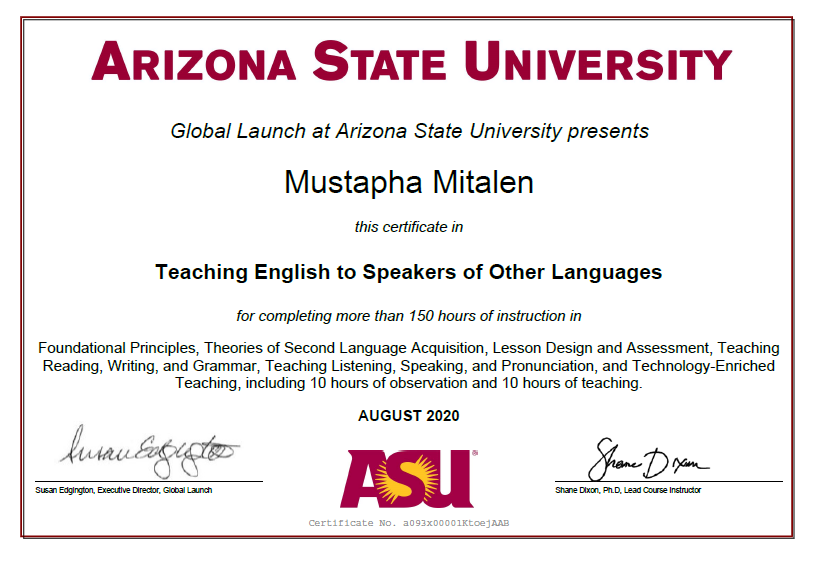 ARIZONA STATE UNIVERSITY
Global Launch at Arizona State University presents
Mustapha Mitalen
this certificate in
Teaching English to Speakers of Other Languages
for completing more than 150 hours of instruction in
Foundational Principles, Theories of Second Language Acquisition, Lesson Design and Assessment, Teaching
Reading, Writing, and Grammar, Teaching Listening, Speaking, and Pronunciation, and Technology-Enriched
Teaching, including 10 hours of observation and 10 hours of teaching.
AUGUST 2020
Susan Edgington
Shane Dixon
ASU®
Susan Edgington, Executive Director, Global Launch
Shane Dixon, Ph.D, Lead Course Instructor
Certificate No. a093x00001KtoejAAB